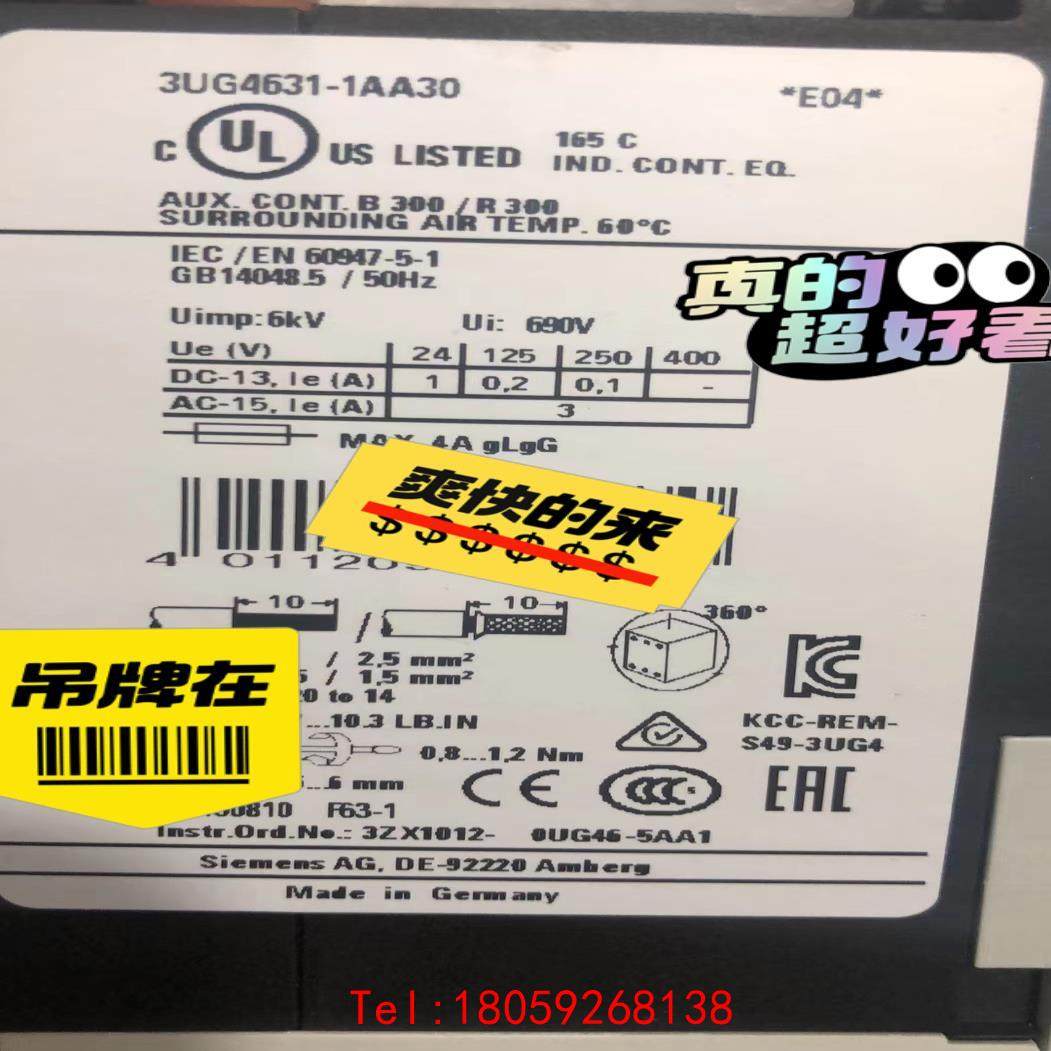 3UG4631-1AA30
*E04*
C UL US LISTED
165 C
IND. CONT. EQ.
AUX. CONT. B 300 / R 300
SURROUNDING AIR TEMP. 60°C
IEC / EN 60947-5-1
GB14048.5 / 50Hz
Uimp: 6kV Ui: 690V
Ue (V) 24 125 250 400
DC-13, Ie (A) 1 0,2 0,1 -
AC-15, Ie (A) 3
MAX. 4A gLgG
真的
超好看
爽快的来
$$$$$$
4 011209
10 / 10
360°
/ 2,5 mm²
/ 1,5 mm²
to 14
...10.3 LB.IN
0,8...1,2 Nm
...6 mm
吊牌在
KCC-REM-
S49-3UG4
CE CCC EAC
F63-1
Instr.Ord.No.: 3ZX1012- 0UG46-5AA1
Siemens AG, DE-92220 Amberg
Made in Germany
Tel:18059268138